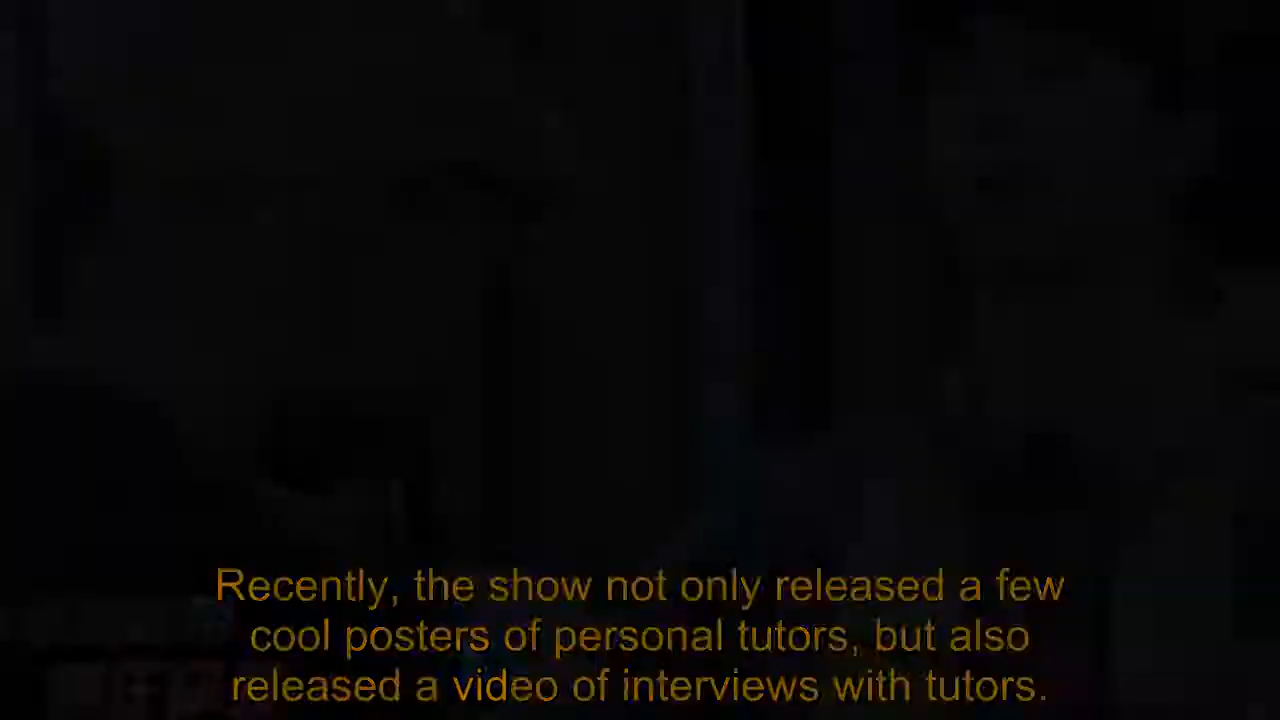 Recently, the show not only released a few
cool posters of personal tutors, but also
released a video of interviews with tutors.